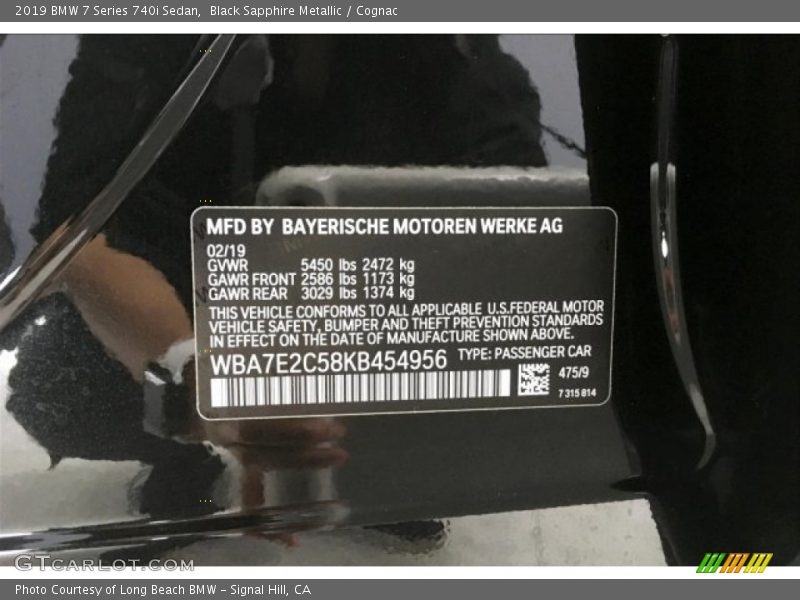 2019 BMW 7 Series 740i Sedan,  Black Sapphire Metallic / Cognac
MFD BY BAYERISCHE MOTOREN WERKE AG
02/19
GVWR 5450 lbs 2472 kg
GAWR FRONT 2586 lbs 1173 kg
GAWR REAR 3029 lbs 1374 kg
THIS VEHICLE CONFORMS TO ALL APPLICABLE U.S.FEDERAL MOTOR
VEHICLE SAFETY, BUMPER AND THEFT PREVENTION STANDARDS
IN EFFECT ON THE DATE OF MANUFACTURE SHOWN ABOVE.
WBA7E2C58KB454956 TYPE: PASSENGER CAR
475/9
7 315 814
GTCARLOT.COM
Photo Courtesy of Long Beach BMW - Signal Hill, CA